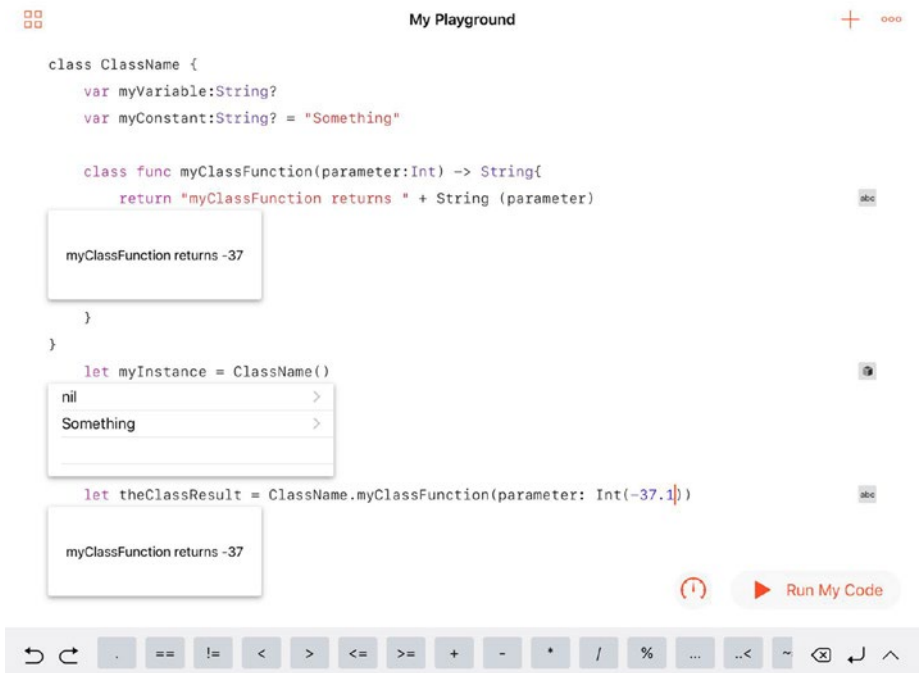 My Playground
class ClassName {
var myVariable:String?
var myConstant:String? = "Something"
class func myClassFunction(parameter:Int) -> String{
return "myClassFunction returns " + String (parameter)
abc
myClassFunction returns -37
}
}
let myInstance = ClassName()
nil
Something
let theClassResult = ClassName.myClassFunction(parameter: Int(-37.1))
abc
myClassFunction returns -37
Run My Code
. == != < > <= >= + - * / % ... ..< ~